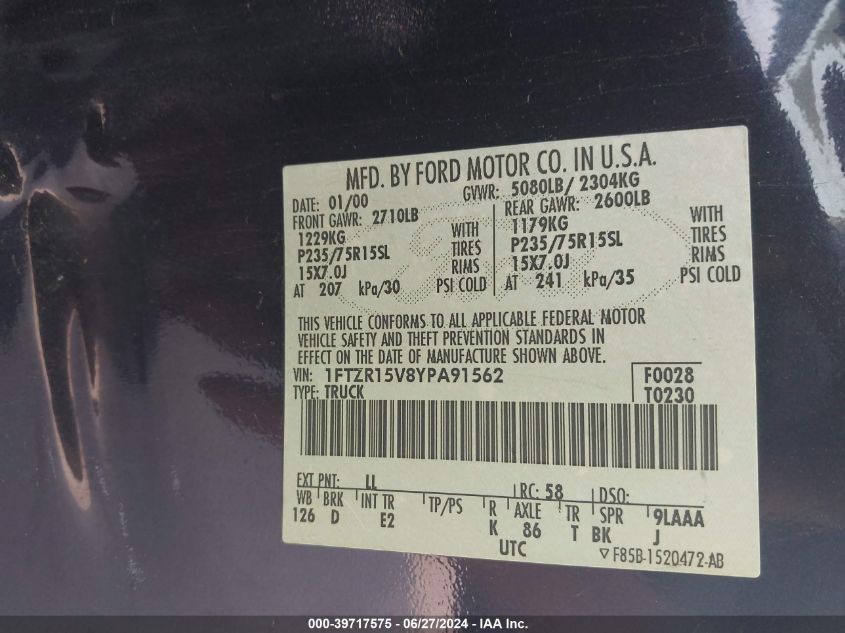 MFD. BY FORD MOTOR CO. IN U.S.A.
DATE: 01/00 GVWR: 5080LB/ 2304KG
FRONT GAWR: 2710LB REAR GAWR: 2600LB
1229KG WITH 1179KG WITH
P235/75R15SL TIRES P235/75R15SL TIRES
15X7.0J RIMS 15X7.0J RIMS
AT 207 kPa/30 PSI COLD AT 241 kPa/35 PSI COLD
THIS VEHICLE CONFORMS TO ALL APPLICABLE FEDERAL MOTOR
VEHICLE SAFETY AND THEFT PREVENTION STANDARDS IN
EFFECT ON THE DATE OF MANUFACTURE SHOWN ABOVE.
VIN: 1FTZR15V8YPA91562 F0028
TYPE: TRUCK T0230
EXT PNT: LL RC: 58 DSO:
WB BRK INT TR TP/PS R AXLE TR SPR 9LAAA
126 D E2 K 86 T BK J
UTC ▽F85B-1520472-AB
000-39717575 - 06/27/2024 - IAA Inc.